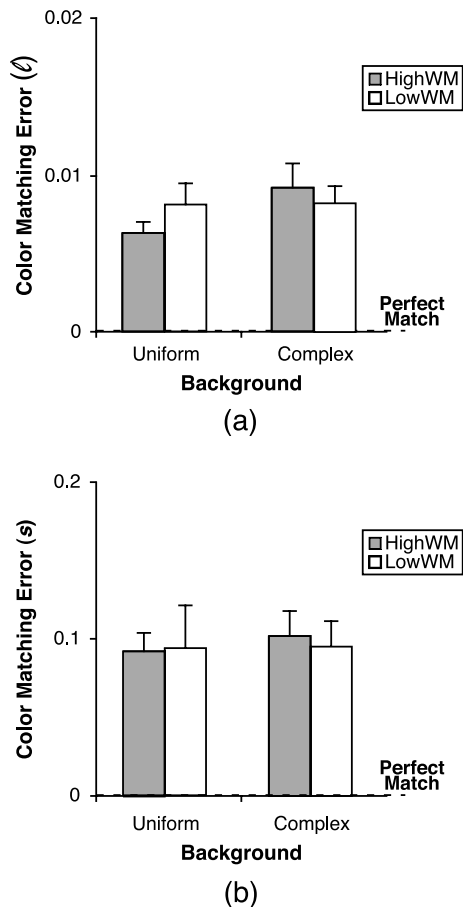 0.02
HighWM
LowWM
Color Matching Error (ℓ)
0.01
Perfect
Match
0
Uniform
Complex
Background
(a)
0.2
HighWM
LowWM
Color Matching Error (s)
0.1
Perfect
Match
0
Uniform
Complex
Background
(b)